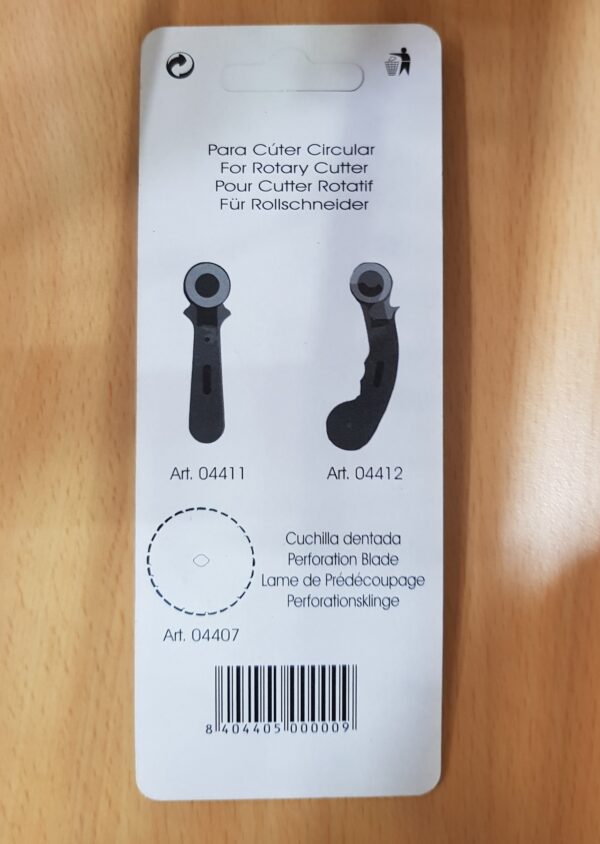 Para Cúter Circular
For Rotary Cutter
Pour Cutter Rotatif
Für Rollschneider
Art. 04411
Art. 04412
Cuchilla dentada
Perforation Blade
Lame de Prédécoupage
Perforationsklinge
Art. 04407
8 404405 000009